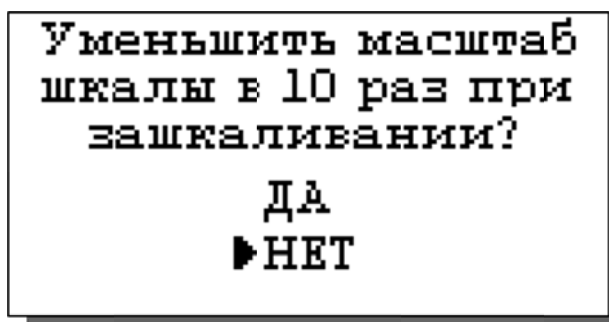 Уменьшить масштаб
шкалы в 10 раз при
зашкаливании?
ДА
НЕТ